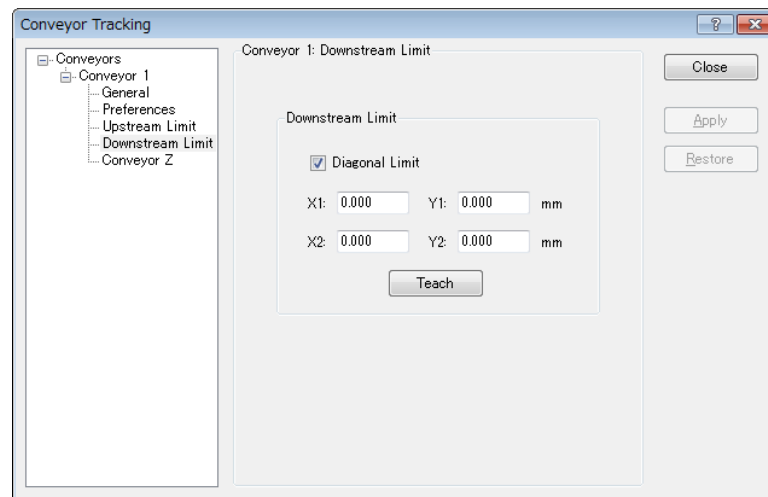 Conveyor Tracking
?
Conveyors
Conveyor 1
General
Preferences
Upstream Limit
Downstream Limit
Conveyor Z
Conveyor 1: Downstream Limit
Downstream Limit
Diagonal Limit
X1: 0.000 Y1: 0.000 mm
X2: 0.000 Y2: 0.000 mm
Teach
Close
Apply
Restore